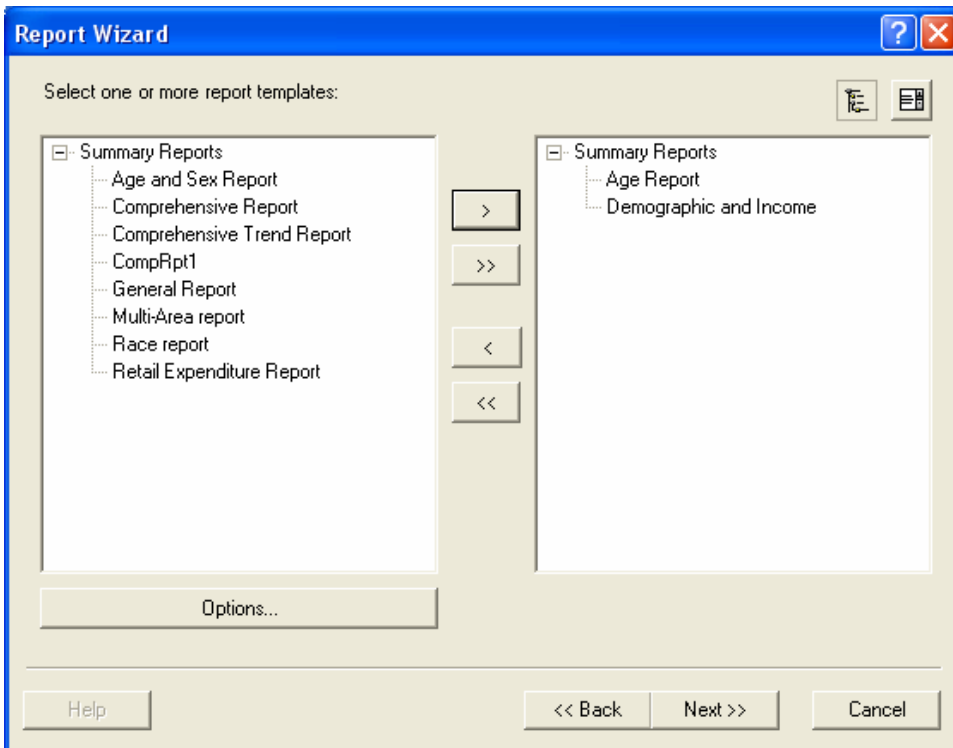 Report Wizard
Select one or more report templates:
Summary Reports
Age and Sex Report
Comprehensive Report
Comprehensive Trend Report
CompRpt1
General Report
Multi-Area report
Race report
Retail Expenditure Report
>
>>
<
<<
Summary Reports
Age Report
Demographic and Income
Options...
Help
<< Back
Next >>
Cancel